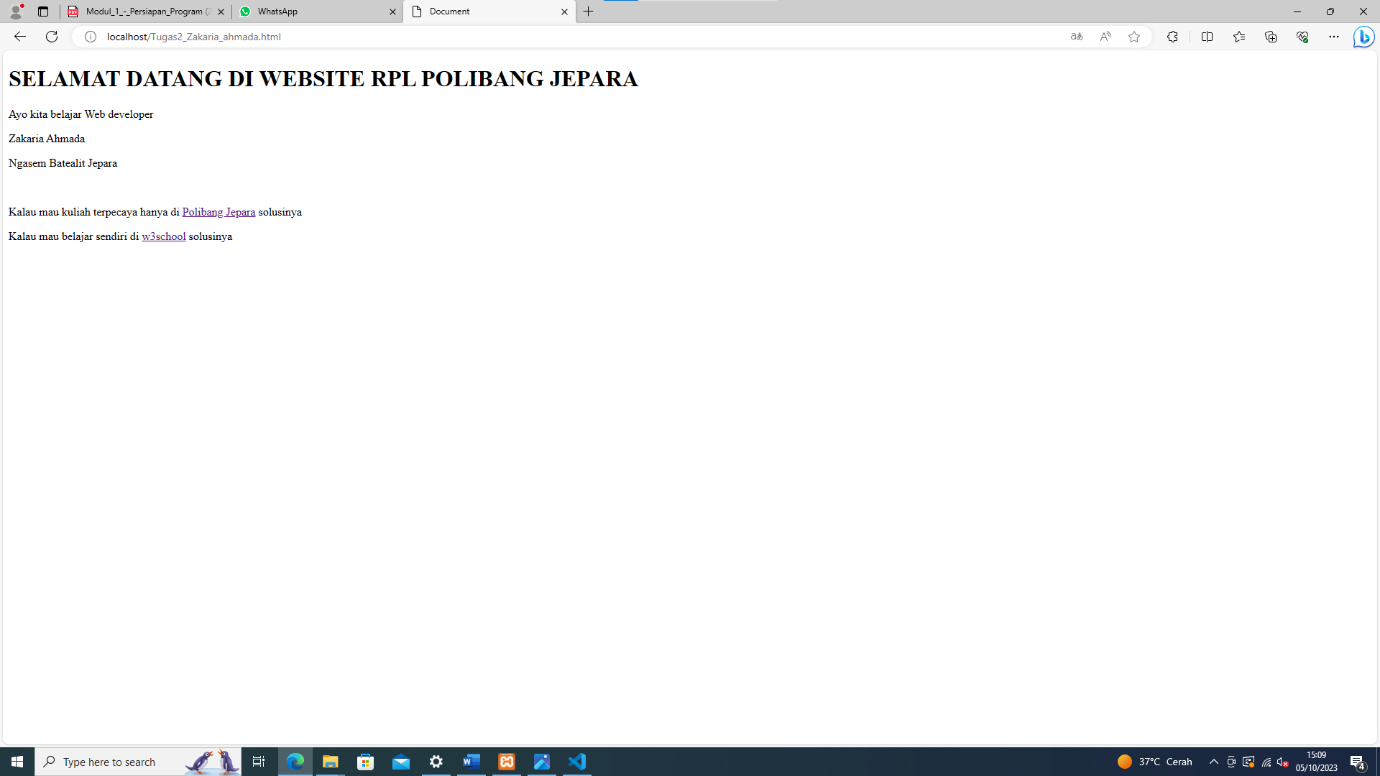 Modul_1_-_Persiapan_Program (
WhatsApp
Document
localhost/Tugas2_Zakaria_ahmada.html
SELAMAT DATANG DI WEBSITE RPL POLIBANG JEPARA
Ayo kita belajar Web developer
Zakaria Ahmada
Ngasem Batealit Jepara
Kalau mau kuliah terpecaya hanya di Polibang Jepara solusinya
Kalau mau belajar sendiri di w3school solusinya
Type here to search
37°C Cerah
15:09
05/10/2023
4